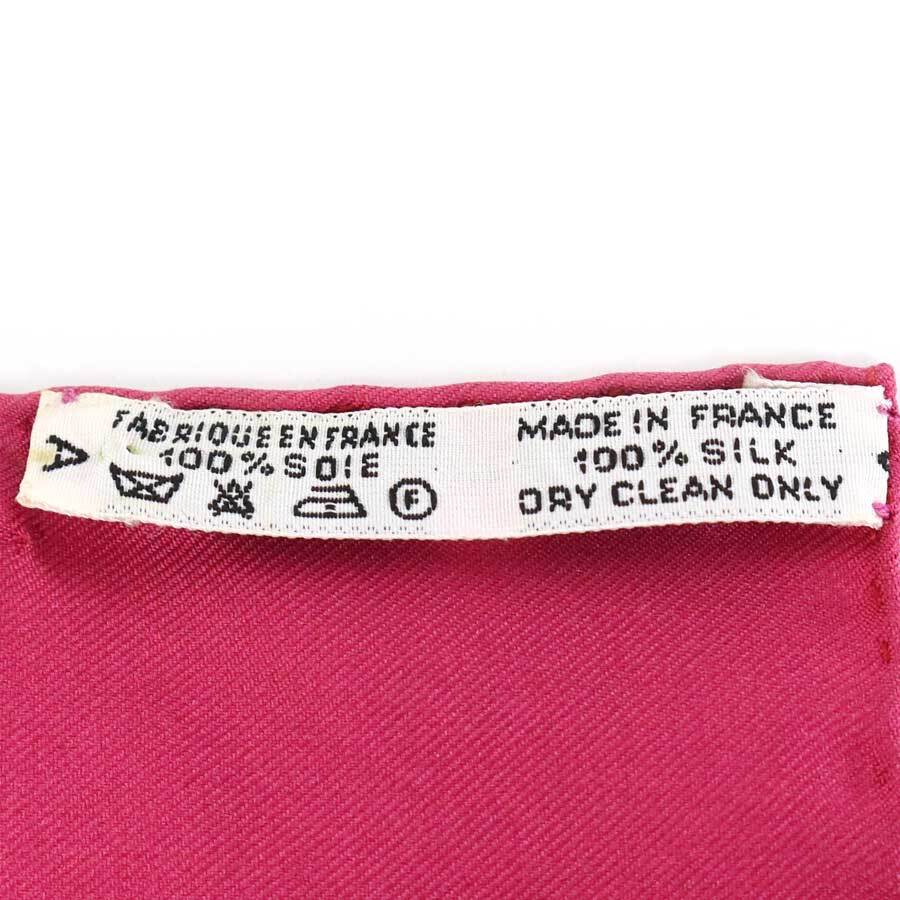 FABRIQUE EN FRANCE
100% SOIE
F
A
MADE IN FRANCE
100% SILK
DRY CLEAN ONLY